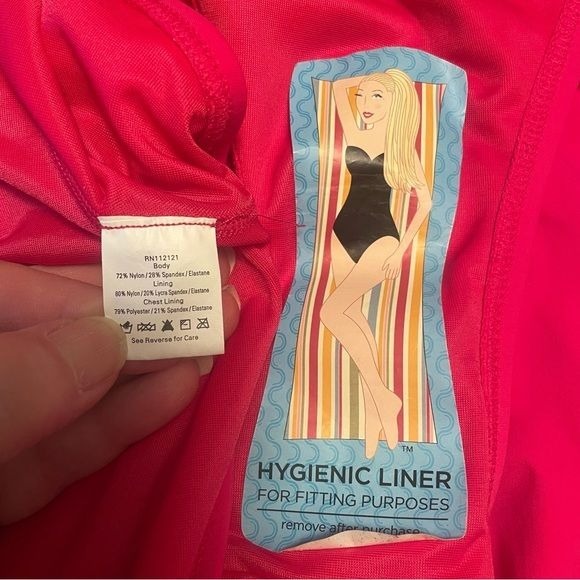 RN112121
Body
72% Nylon/28% Spandex/Elastane
Lining
80% Nylon/20% Lycra Spandex/Elastane
Chest Lining
79% Polyester/21% Spandex/Elastane
See Reverse for Care
TM
HYGIENIC LINER
FOR FITTING PURPOSES
remove after purchase